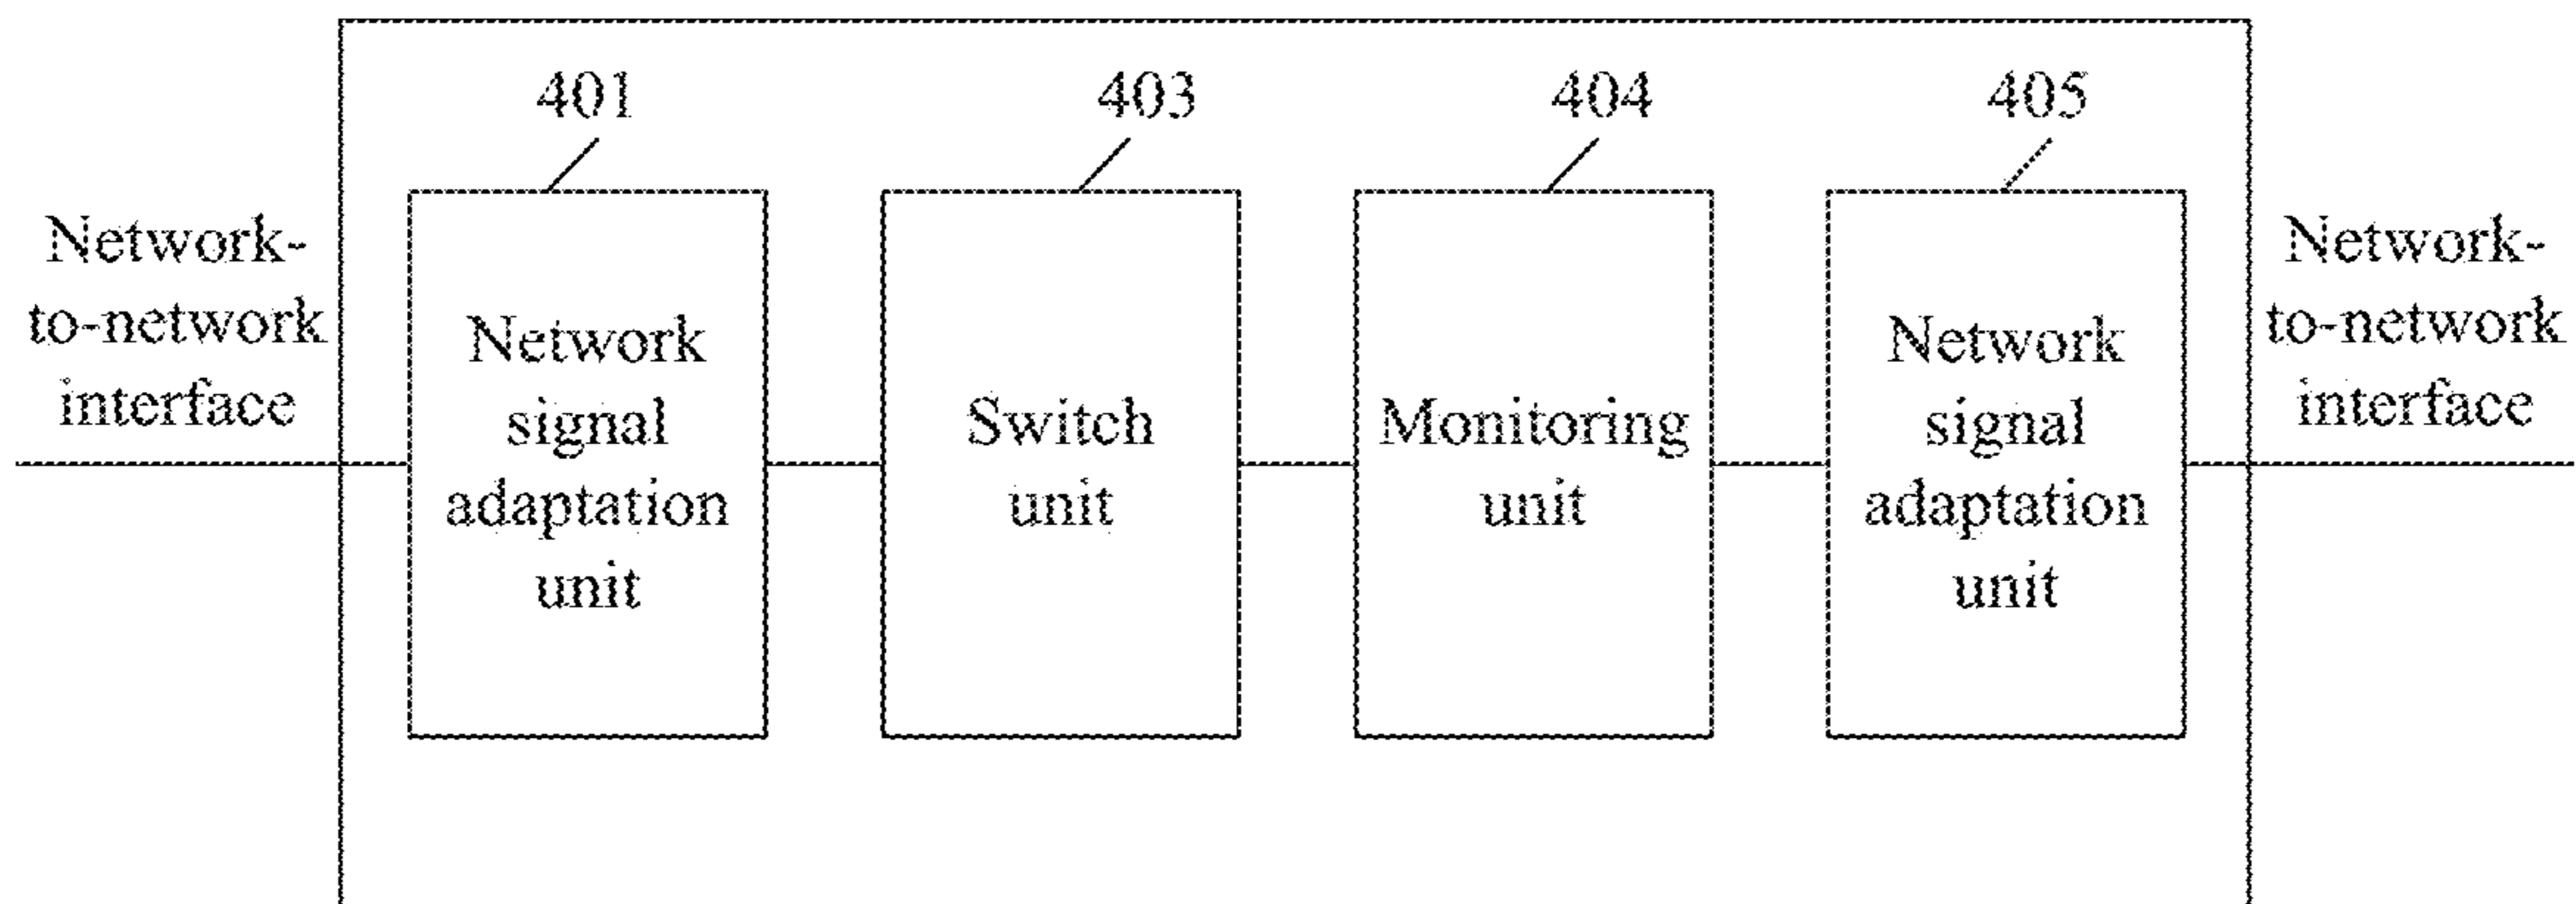 401
403
404
405
Network-
to-network
interface
Network
signal
adaptation
unit
Switch
unit
Monitoring
unit
Network
signal
adaptation
unit
Network-
to-network
interface